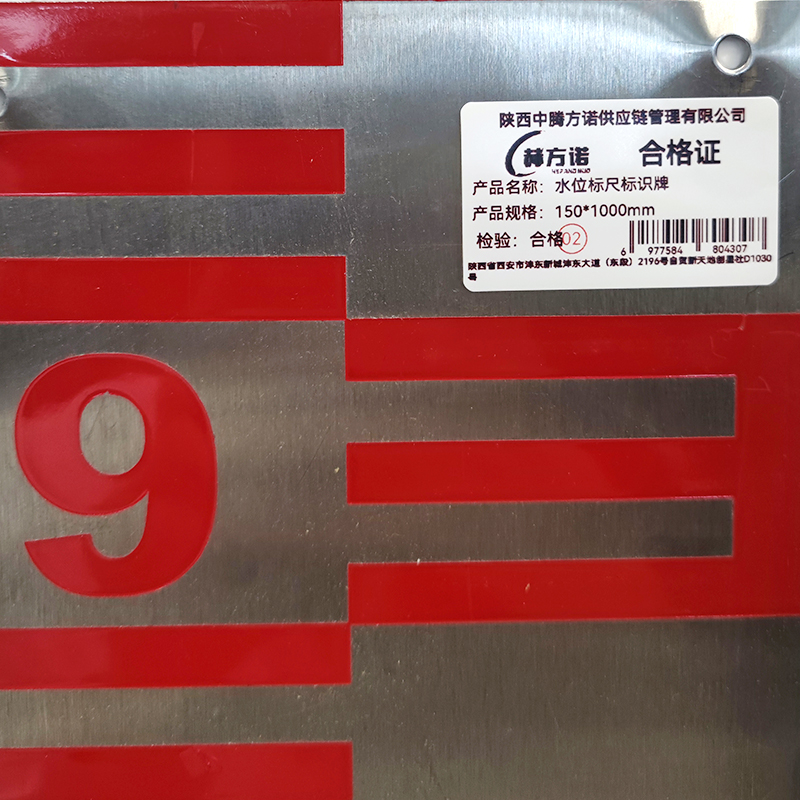 陕西中腾方诺供应链管理有限公司
赫方诺 合格证
HEFANGNUO
产品名称：水位标尺标识牌
产品规格：150*1000mm
检验：合格 02
6 977584 804307
陕西省西安市沣东新城沣东大道（东段）2196号自贸新天地创星社D1030
号
9